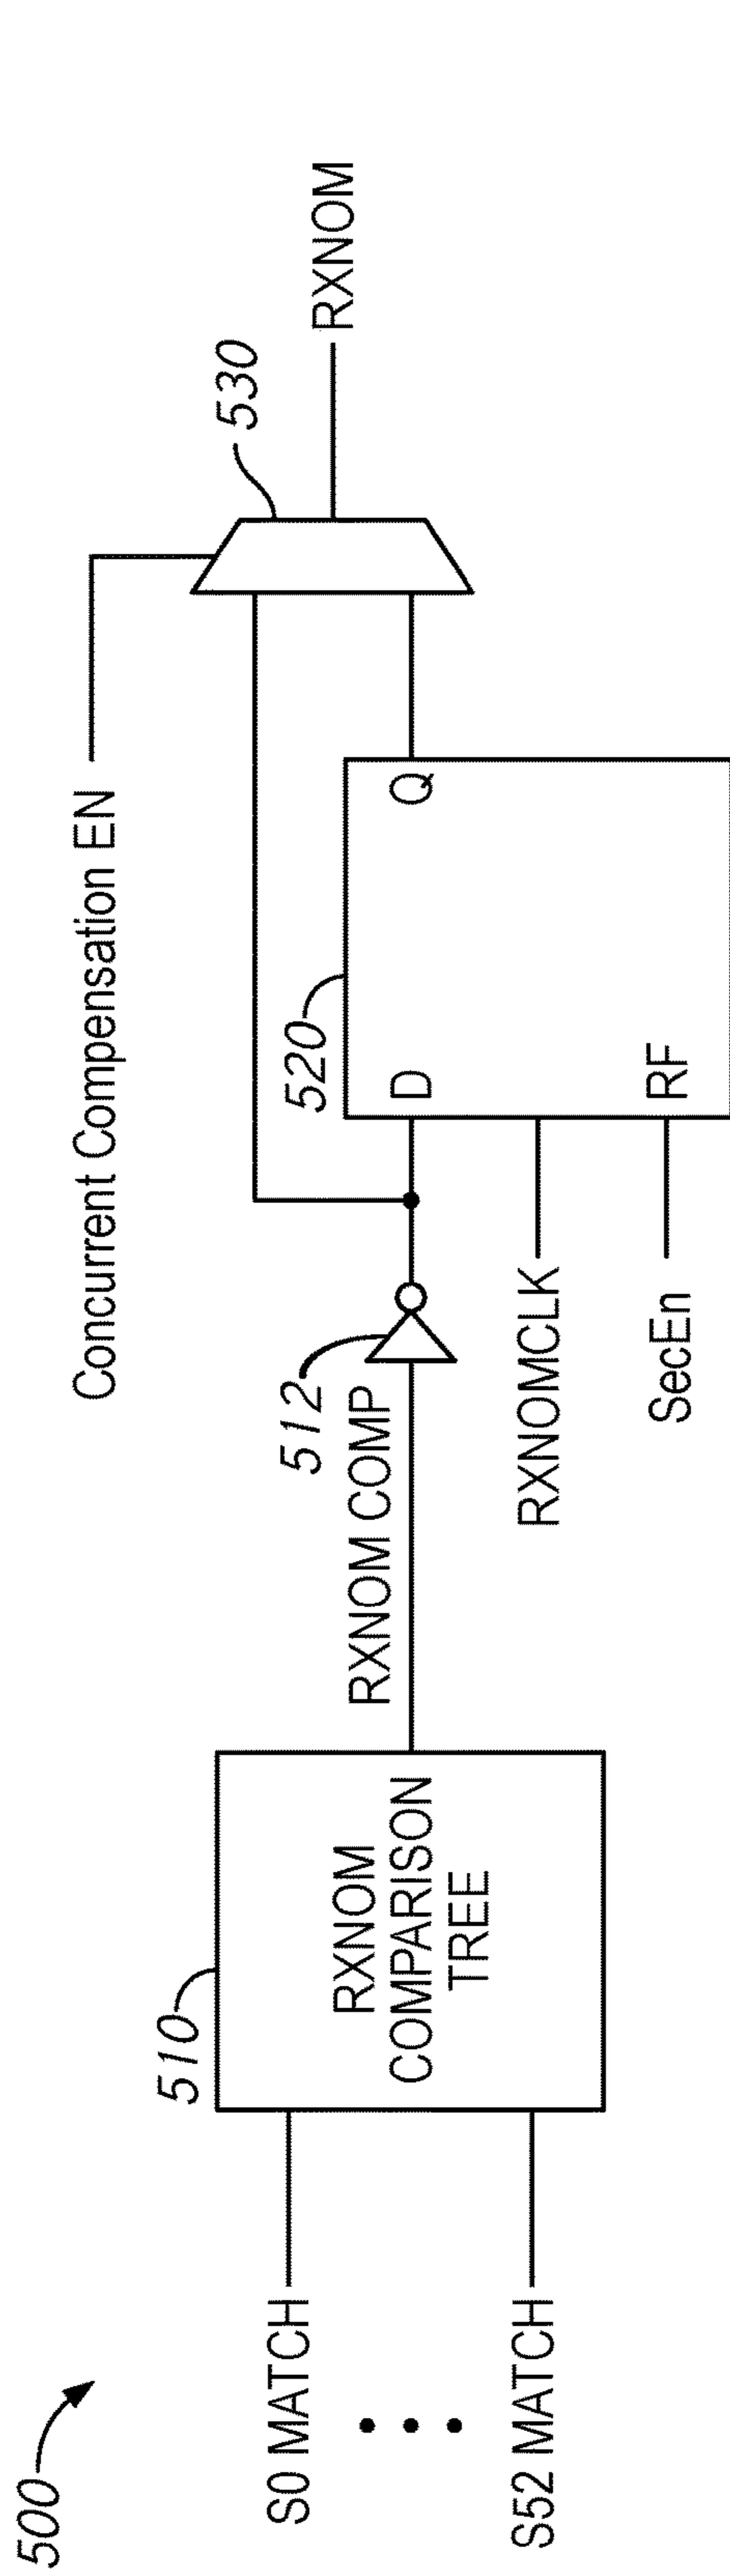 500
S0 MATCH
S52 MATCH
510
RXNOM
COMPARISON
TREE
RXNOM COMP
512
RXNOMCLK
SecEn
520
D
Q
RF
Concurrent Compensation EN
530
RXNOM